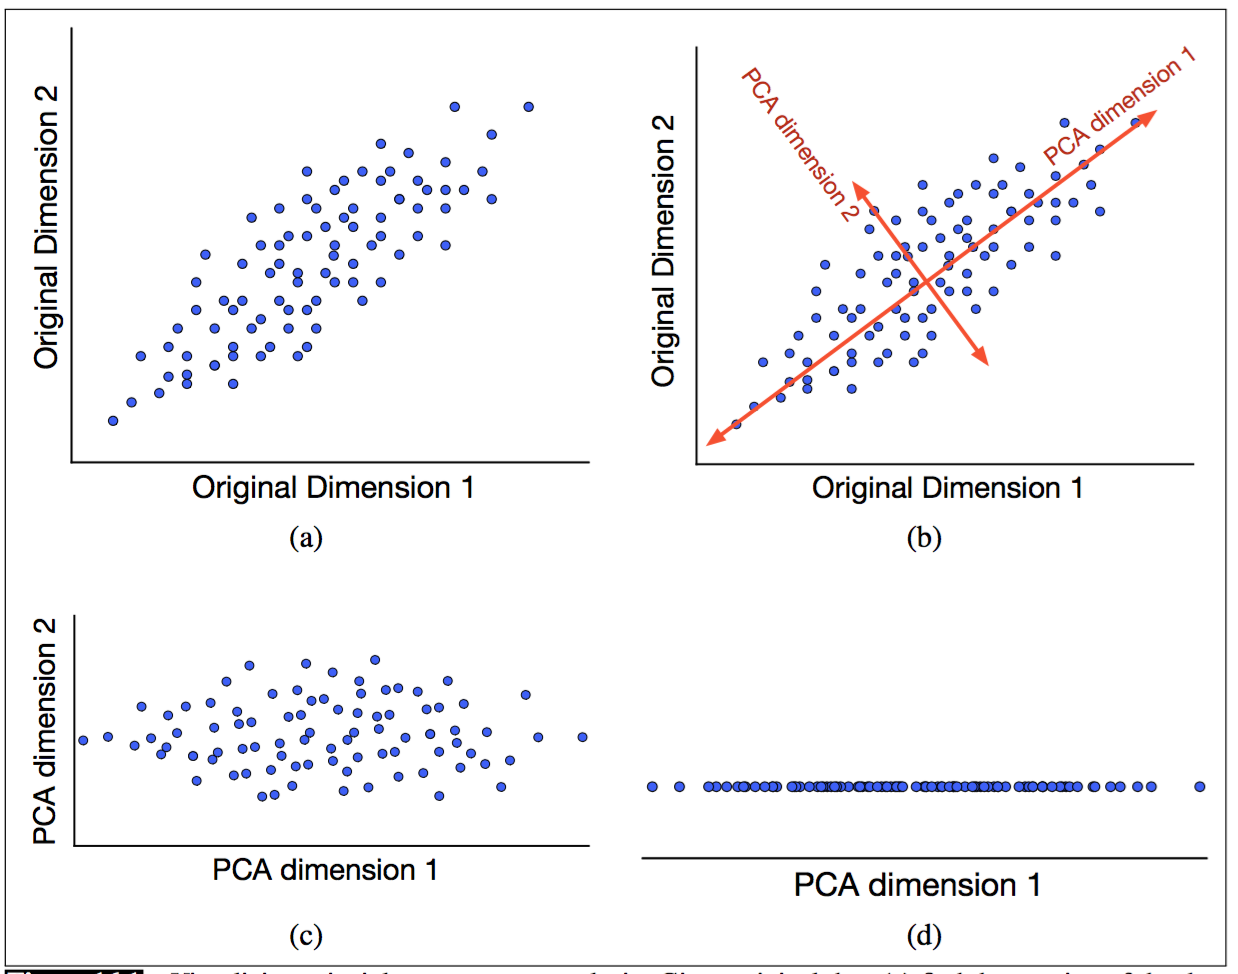 Original Dimension 2
Original Dimension 1
(a)
Original Dimension 2
PCA dimension 2
PCA dimension 1
Original Dimension 1
(b)
PCA dimension 2
PCA dimension 1
(c)
PCA dimension 1
(d)